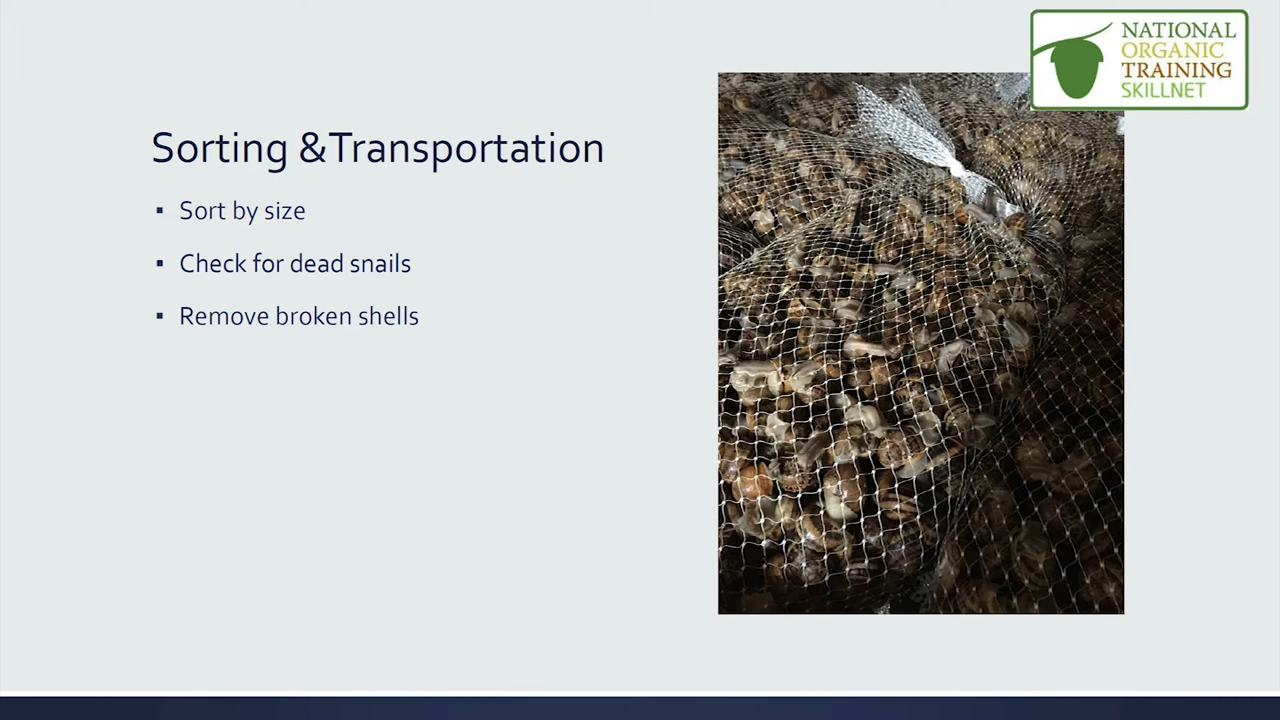 NATIONAL
ORGANIC
TRAINING
SKILLNET
Sorting &Transportation
▪ Sort by size
▪ Check for dead snails
▪ Remove broken shells